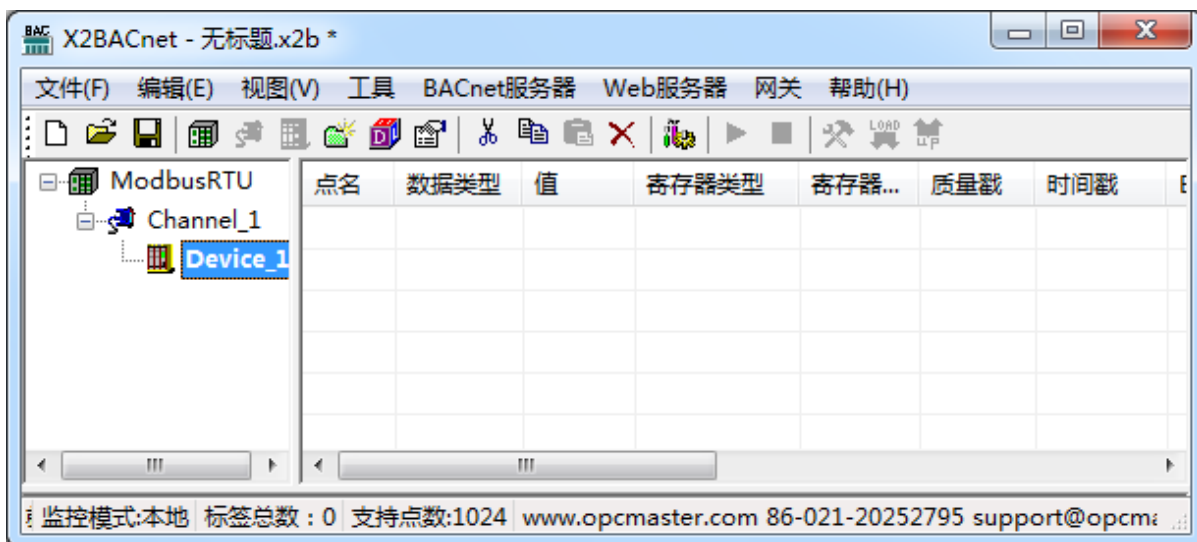 X2BACnet - 无标题.x2b *
文件(F) 编辑(E) 视图(V) 工具 BACnet服务器 Web服务器 网关 帮助(H)
ModbusRTU
Channel_1
Device_1
点名 数据类型 值 寄存器类型 寄存器... 质量戳 时间戳
监控模式:本地 标签总数：0 支持点数:1024 www.opcmaster.com 86-021-20252795 support@opcma